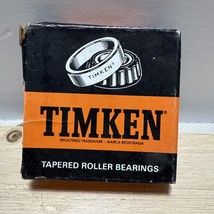 TIMKEN®
TIMKEN
REGISTERED TRADEMARK - MARCA REGISTRADA
TAPERED ROLLER BEARINGS